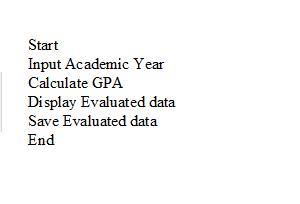 Start
Input Academic Year
Calculate GPA
Display Evaluated data
Save Evaluated data
End